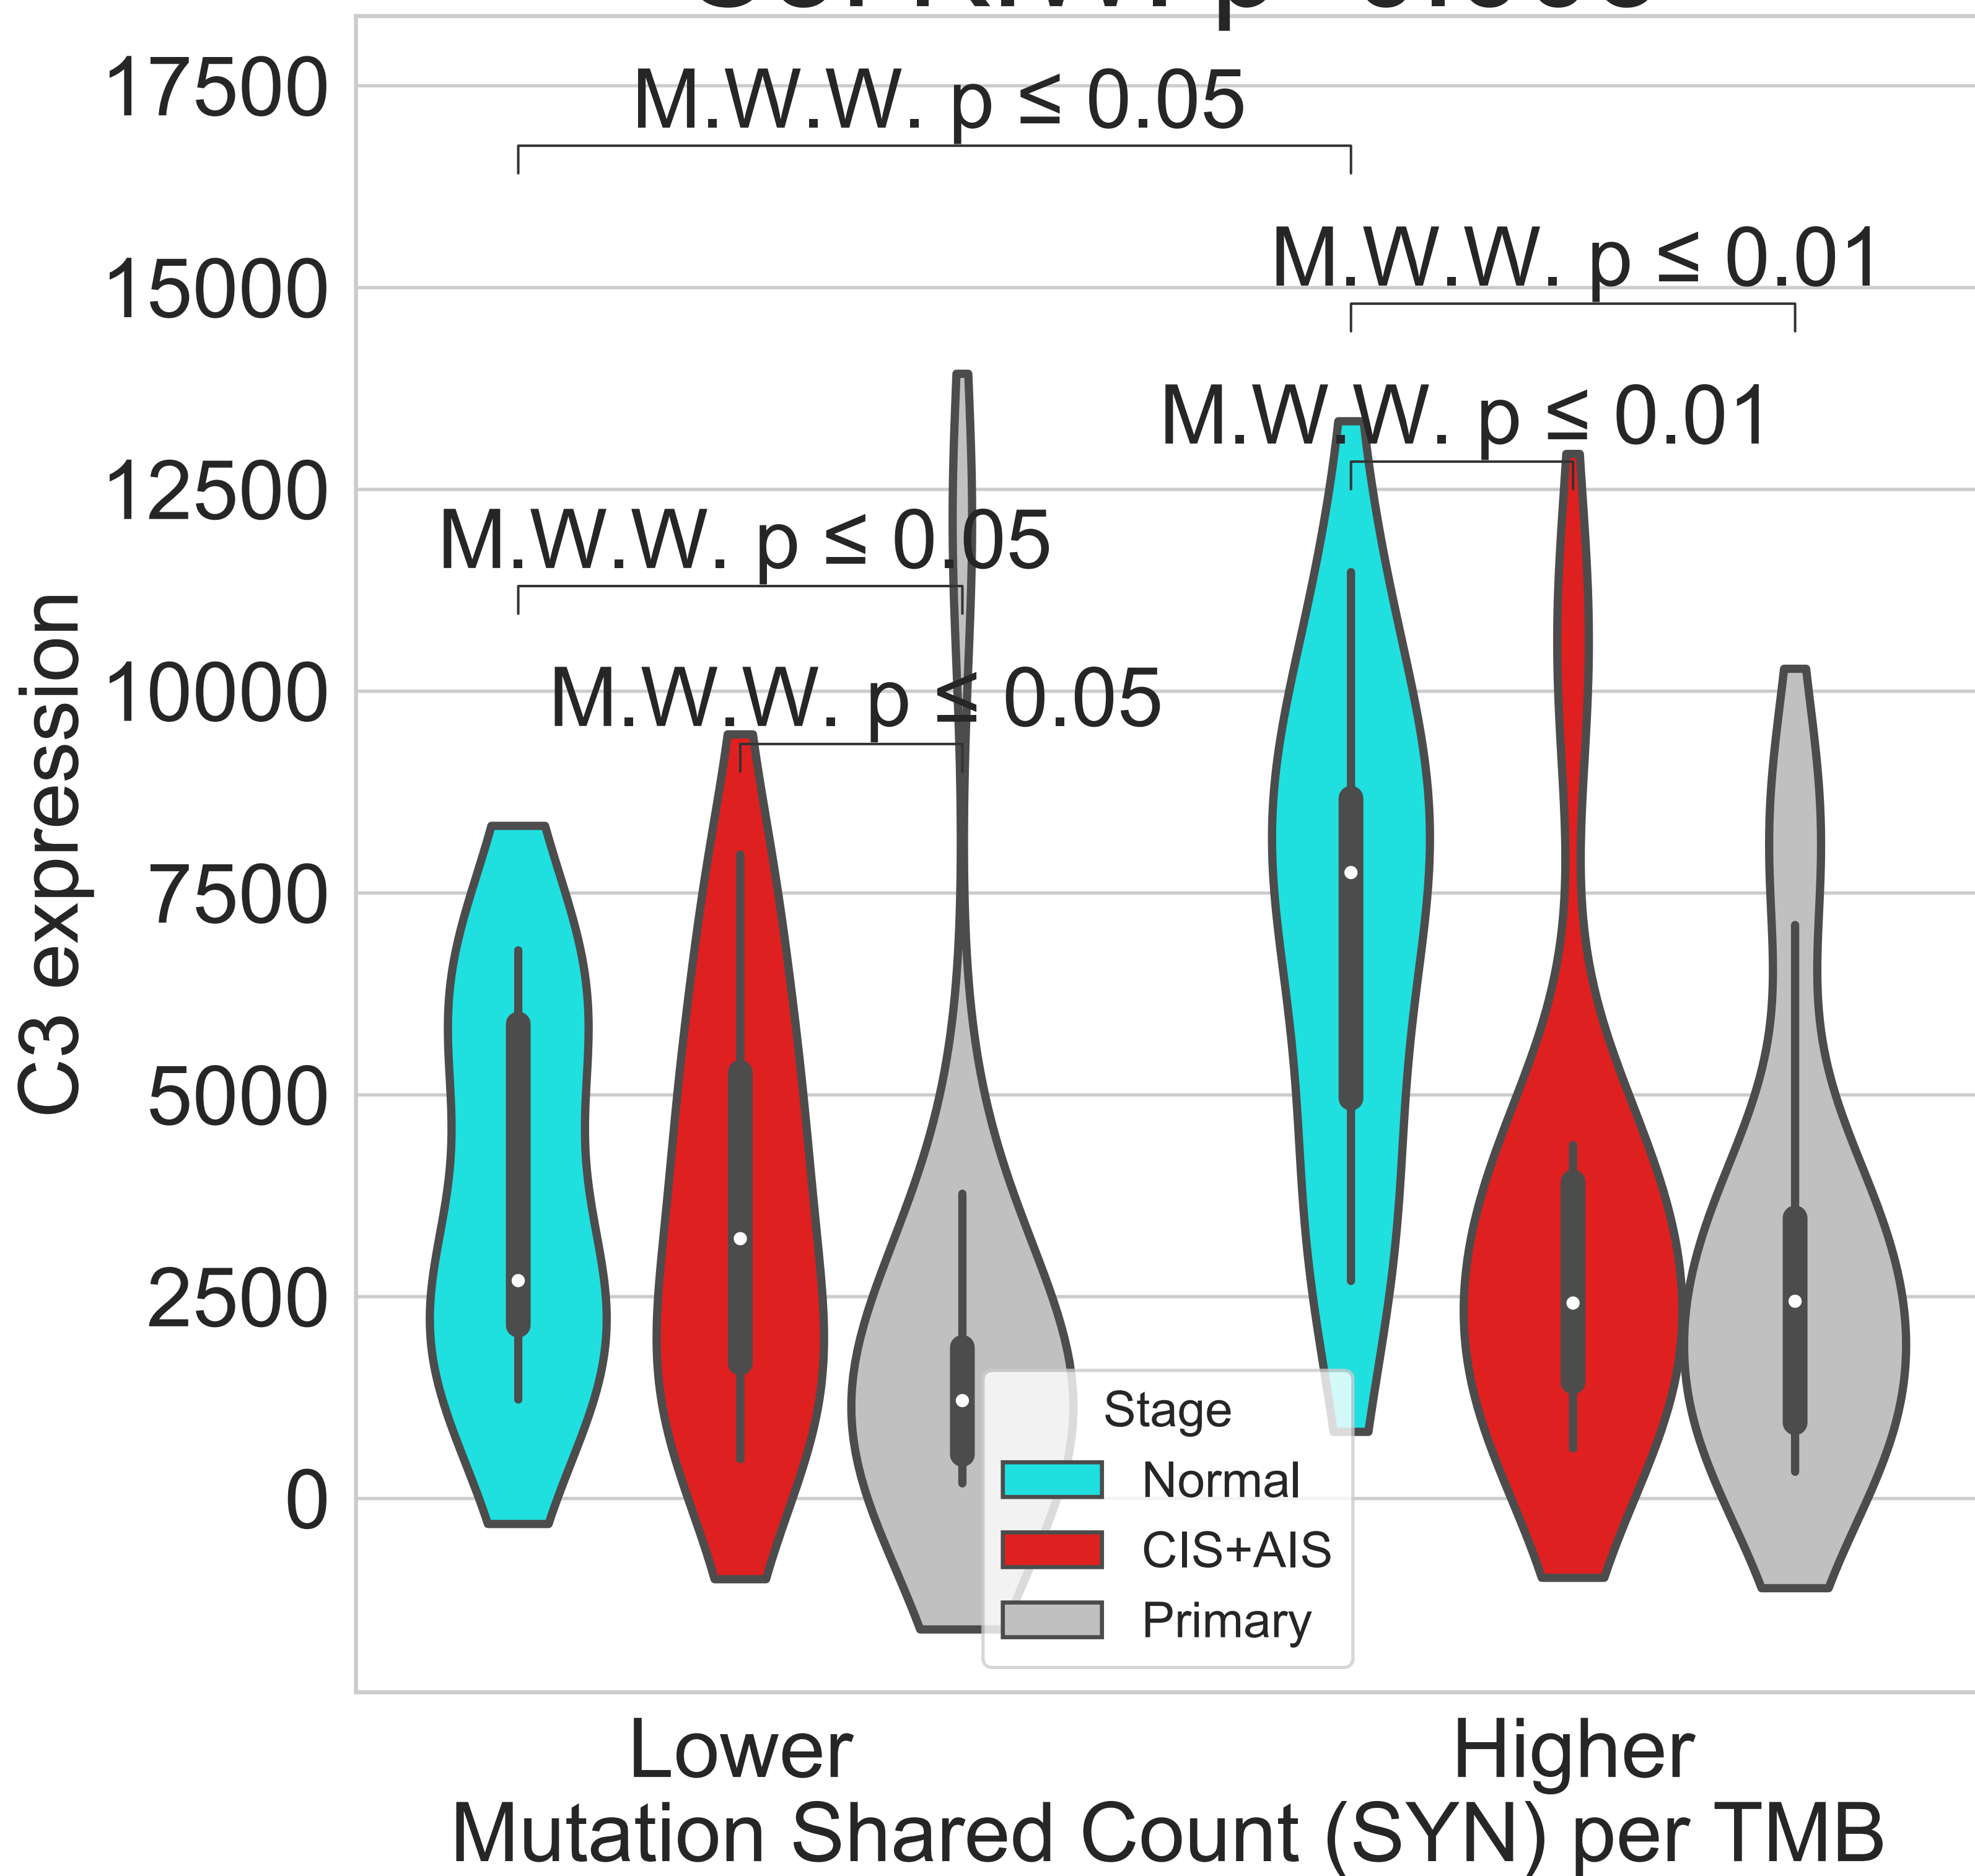 17500
15000
12500
10000
7500
5000
2500
0
C3 expression
M.W.W. p ≤ 0.05
M.W.W. p ≤ 0.01
M.W.W. p ≤ 0.01
M.W.W. p ≤ 0.05
M.W.W. p ≤ 0.05
Stage
Normal
CIS+AIS
Primary
Lower
Higher
Mutation Shared Count (SYN) per TMB